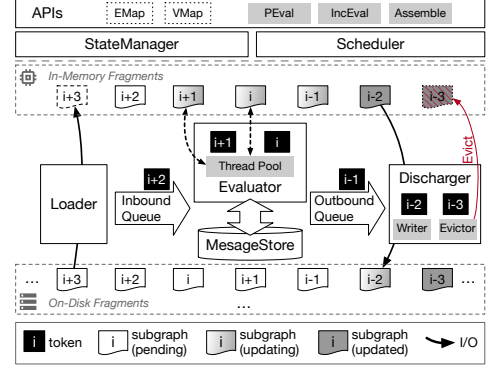 APIs EMap VMap PEval IncEval Assemble
StateManager Scheduler
In-Memory Fragments
i+3 i+2 i+1 i i-1 i-2 i-3
i+1 i
Thread Pool
Evaluator
Evict
Loader
i+2
Inbound
Queue
i-1
Outbound
Queue
Discharger
i-2 i-3
Writer Evictor
MesageStore
... i+3 i+2 i i+1 i-1 i-2 i-3 ...
On-Disk Fragments
...
i token i subgraph (pending) i subgraph (updating) i subgraph (updated) I/O